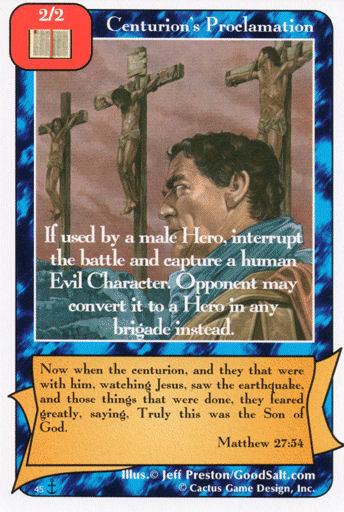 2/2
Centurion's Proclamation
If used by a male Hero, interrupt
the battle and capture a human
Evil Character. Opponent may
convert it to a Hero in any
brigade instead.
Now when the centurion, and they that were
with him, watching Jesus, saw the earthquake,
and those things that were done, they feared
greatly, saying, Truly this was the Son of
God.
Matthew 27:54
Illus.© Jeff Preston/GoodSalt.com
© Cactus Game Design, Inc.
45